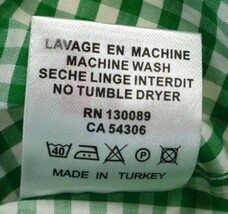 LAVAGE EN MACHINE
MACHINE WASH
SECHE LINGE INTERDIT
NO TUMBLE DRYER
RN 130089
CA 54306
40 P
MADE IN TURKEY